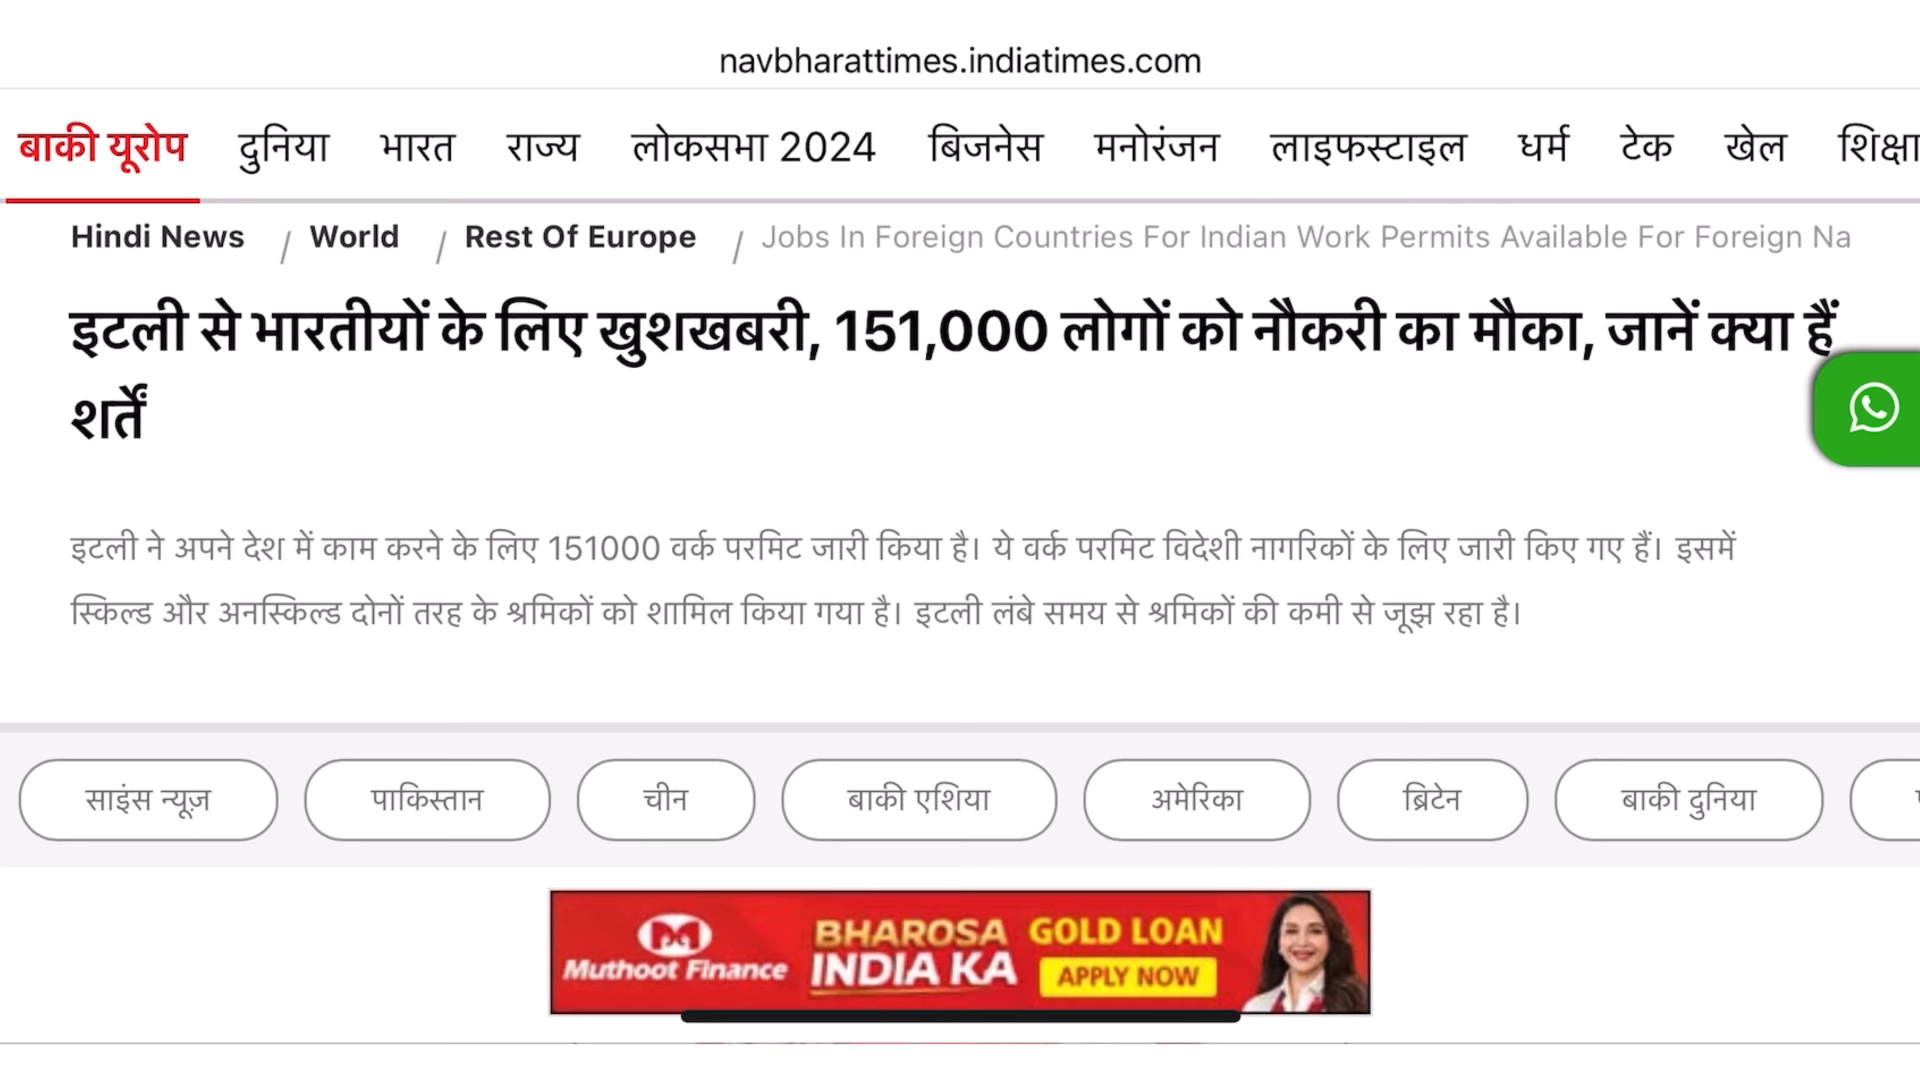 navbharattimes.indiatimes.com
बाकी यूरोप दुनिया भारत राज्य लोकसभा 2024 बिजनेस मनोरंजन लाइफस्टाइल धर्म टेक खेल शिक्षा
Hindi News / World / Rest Of Europe / Jobs In Foreign Countries For Indian Work Permits Available For Foreign Na
इटली से भारतीयों के लिए खुशखबरी, 151,000 लोगों को नौकरी का मौका, जानें क्या हैं
शर्तें
इटली ने अपने देश में काम करने के लिए 151000 वर्क परमिट जारी किया है। ये वर्क परमिट विदेशी नागरिकों के लिए जारी किए गए हैं। इसमें
स्किल्ड और अनस्किल्ड दोनों तरह के श्रमिकों को शामिल किया गया है। इटली लंबे समय से श्रमिकों की कमी से जूझ रहा है।
साइंस न्यूज़ पाकिस्तान चीन बाकी एशिया अमेरिका ब्रिटेन बाकी दुनिया
Muthoot Finance BHAROSA INDIA KA GOLD LOAN APPLY NOW